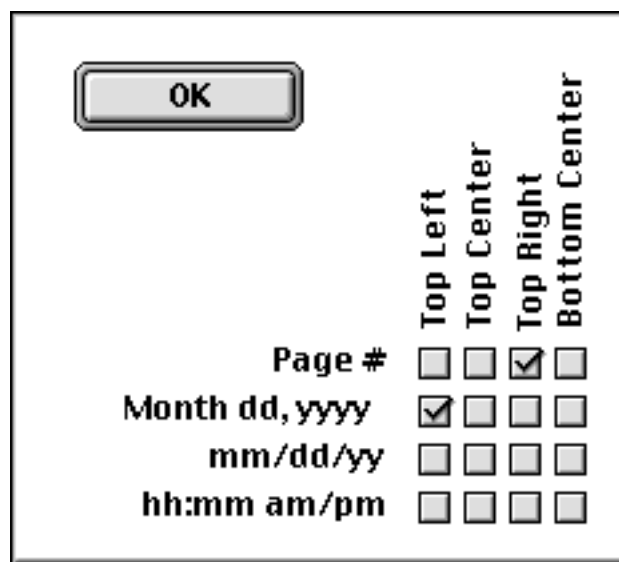 OK
Top Left
Top Center
Top Right
Bottom Center
Page #
Month dd, yyyy
mm/dd/yy
hh:mm am/pm